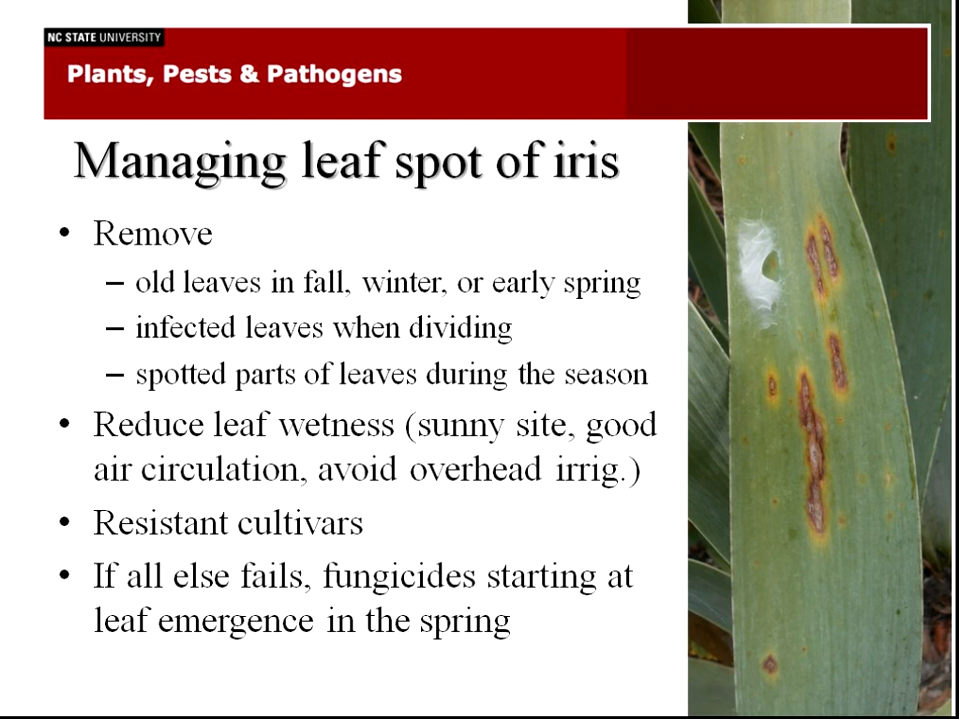 NC STATE UNIVERSITY
Plants, Pests & Pathogens
Managing leaf spot of iris
• Remove
– old leaves in fall, winter, or early spring
– infected leaves when dividing
– spotted parts of leaves during the season
• Reduce leaf wetness (sunny site, good
air circulation, avoid overhead irrig.)
• Resistant cultivars
• If all else fails, fungicides starting at
leaf emergence in the spring